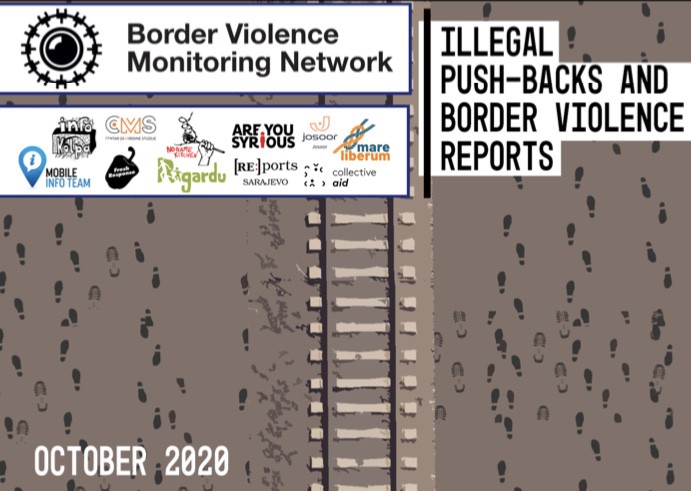 Border Violence
Monitoring Network
ILLEGAL
PUSH-BACKS AND
BORDER VIOLENCE
REPORTS
info
CMS
NO NAME
KITCHEN
ARE YOU
SYRIOUS
josoor
mare
liberum
i
MOBILE
INFO TEAM
Fresh
Response
Rigardu
[RE:]ports
SARAJEVO
collective
aid
OCTOBER 2020